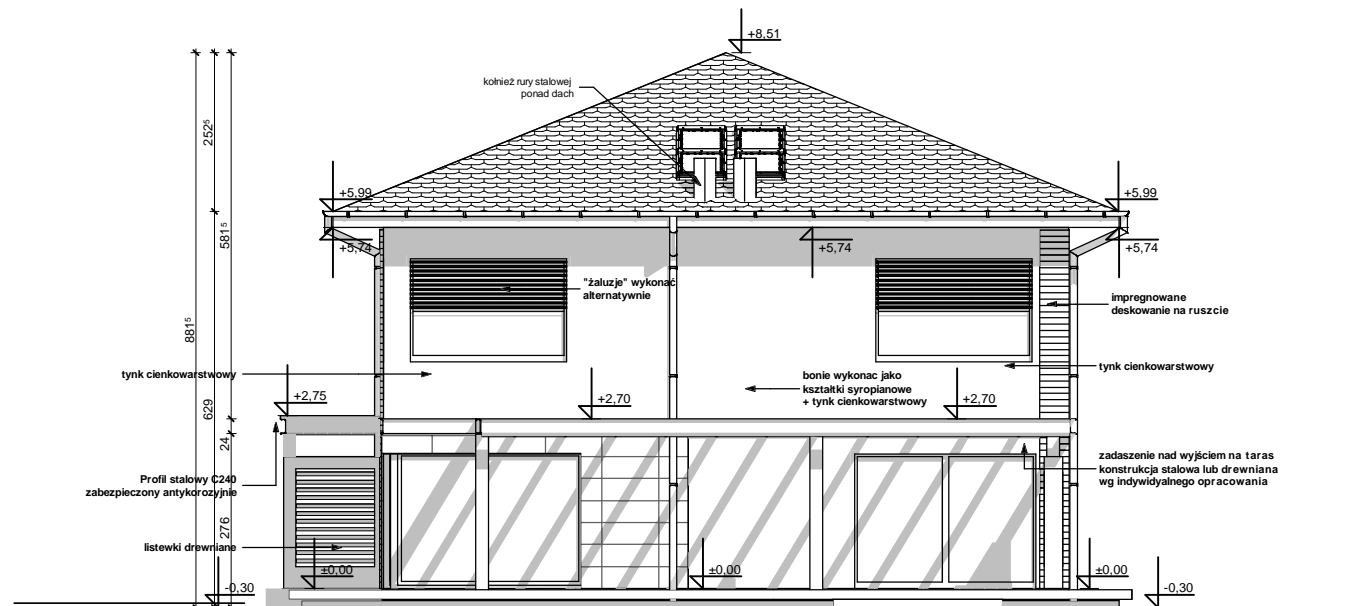 +8,51
kołnież rury stalowej
ponad dach
252⁵
+5,99
+5,99
581⁵
+5,74
+5,74
+5,74
"żaluzje" wykonać
alternatywnie
impregnowane
deskowanie na ruszcie
881⁵
tynk cienkowarstwowy
bonie wykonac jako
kształtki syropianowe
+ tynk cienkowarstwowy
tynk cienkowarstwowy
+2,75
+2,70
+2,70
629
24
Profil stalowy C240
zabezpieczony antykorozyjnie
zadaszenie nad wyjściem na taras
konstrukcja stalowa lub drewniana
wg indywidyalnego opracowania
276
listewki drewniane
±0,00
±0,00
±0,00
-0,30
-0,30